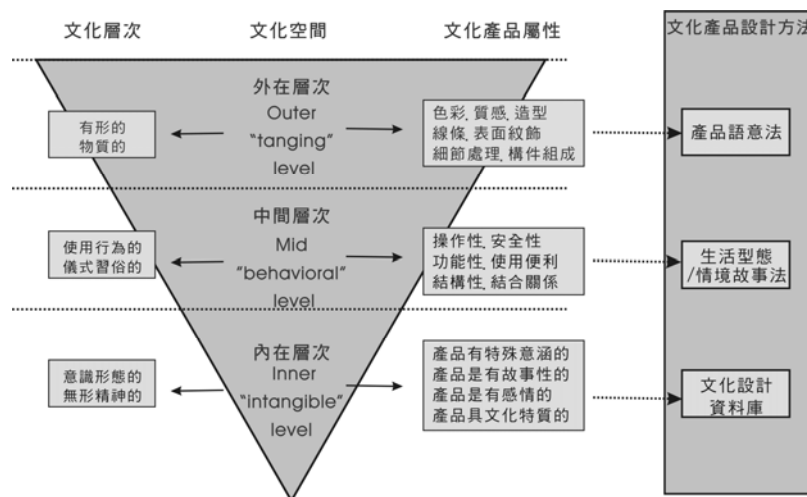 文化層次
文化空間
文化產品屬性
文化產品設計方法
外在層次
Outer
"tanging"
level
有形的
物質的
色彩, 質感, 造型
線條, 表面紋飾
細節處理, 構件組成
產品語意法
中間層次
Mid
"behavioral"
level
使用行為的
儀式習俗的
操作性, 安全性
功能性, 使用便利
結構性, 結合關係
生活型態
/情境故事法
內在層次
Inner
"intangible"
level
意識形態的
無形精神的
產品有特殊意涵的
產品是有故事性的
產品是有感情的
產品具文化特質的
文化設計
資料庫